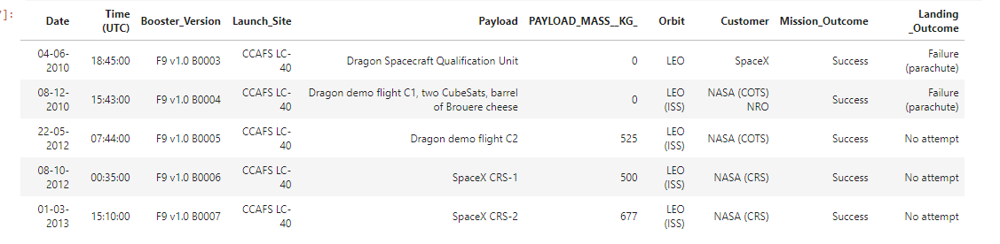 ]:
Date Time (UTC) Booster_Version Launch_Site Payload PAYLOAD_MASS__KG_ Orbit Customer Mission_Outcome Landing _Outcome
04-06-2010 18:45:00 F9 v1.0 B0003 CCAFS LC-40 Dragon Spacecraft Qualification Unit 0 LEO SpaceX Success Failure (parachute)
08-12-2010 15:43:00 F9 v1.0 B0004 CCAFS LC-40 Dragon demo flight C1, two CubeSats, barrel of Brouere cheese 0 LEO (ISS) NASA (COTS) NRO Success Failure (parachute)
22-05-2012 07:44:00 F9 v1.0 B0005 CCAFS LC-40 Dragon demo flight C2 525 LEO (ISS) NASA (COTS) Success No attempt
08-10-2012 00:35:00 F9 v1.0 B0006 CCAFS LC-40 SpaceX CRS-1 500 LEO (ISS) NASA (CRS) Success No attempt
01-03-2013 15:10:00 F9 v1.0 B0007 CCAFS LC-40 SpaceX CRS-2 677 LEO (ISS) NASA (CRS) Success No attempt